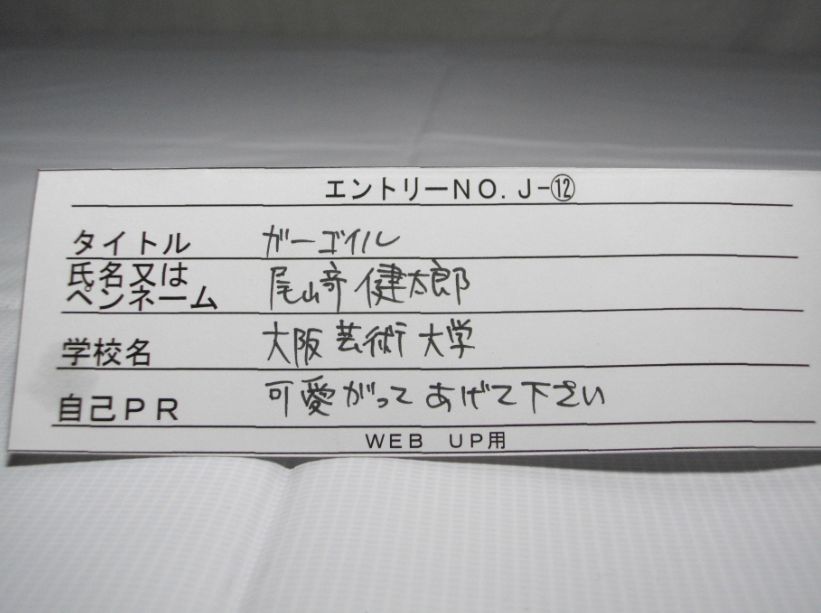 エントリーNO.J-⑫
タイトル ガーゴイル
氏名又は
ペンネーム 尾崎 健太郎
学校名 大阪芸術大学
自己PR 可愛がってあげて下さい
WEB UP用